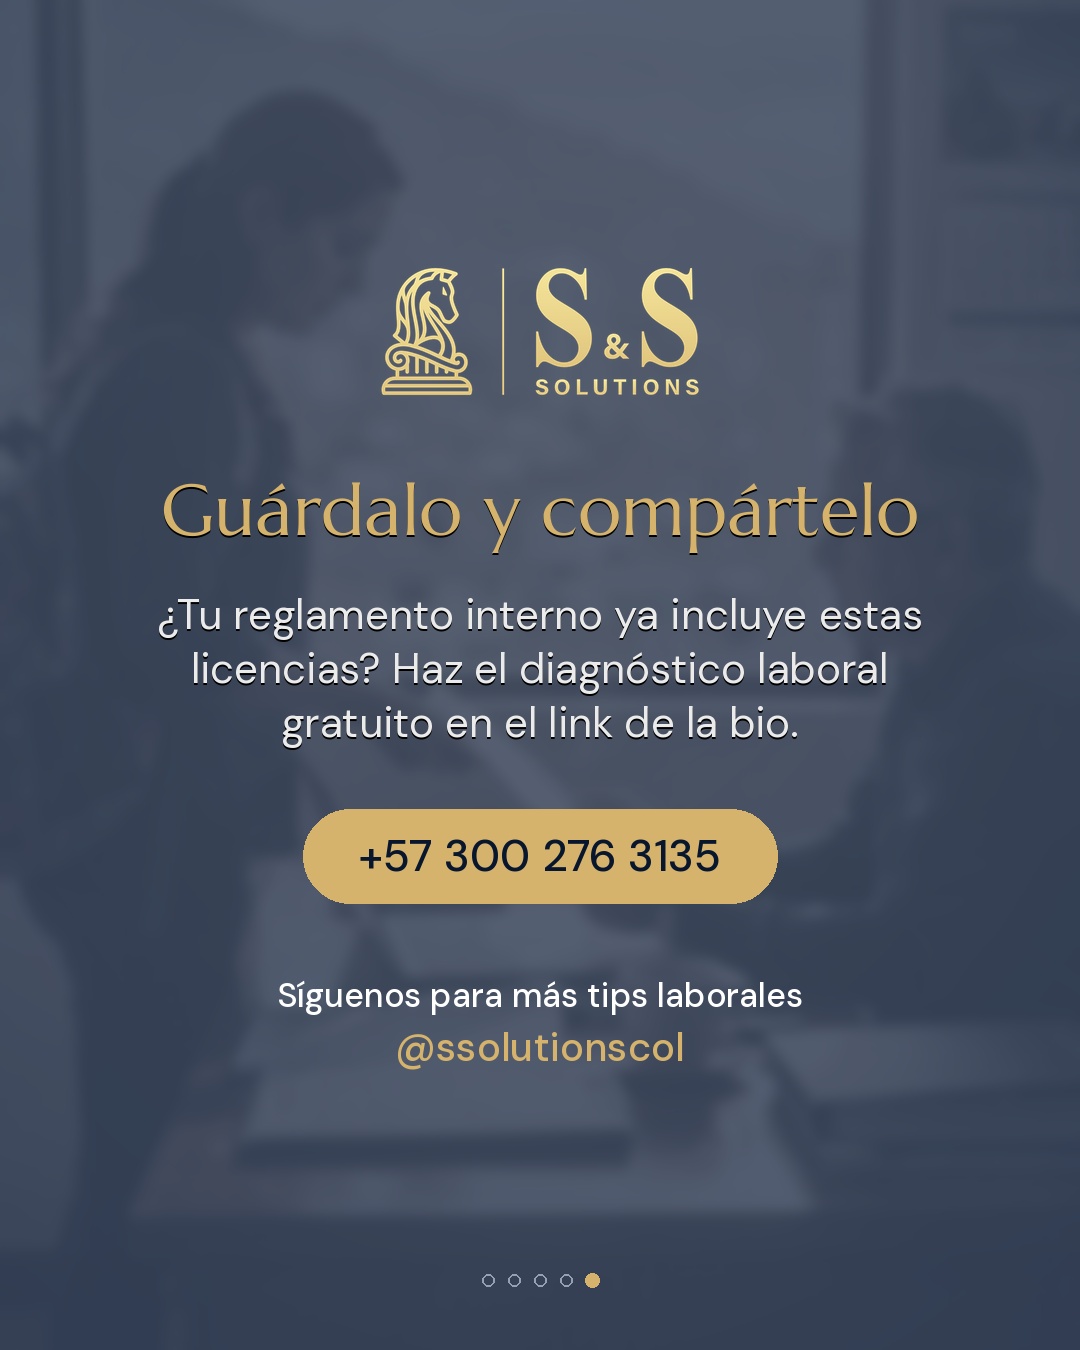 S&S
SOLUTIONS
Guárdalo y compártelo
¿Tu reglamento interno ya incluye estas
licencias? Haz el diagnóstico laboral
gratuito en el link de la bio.
+57 300 276 3135
Síguenos para más tips laborales
@ssolutionscol